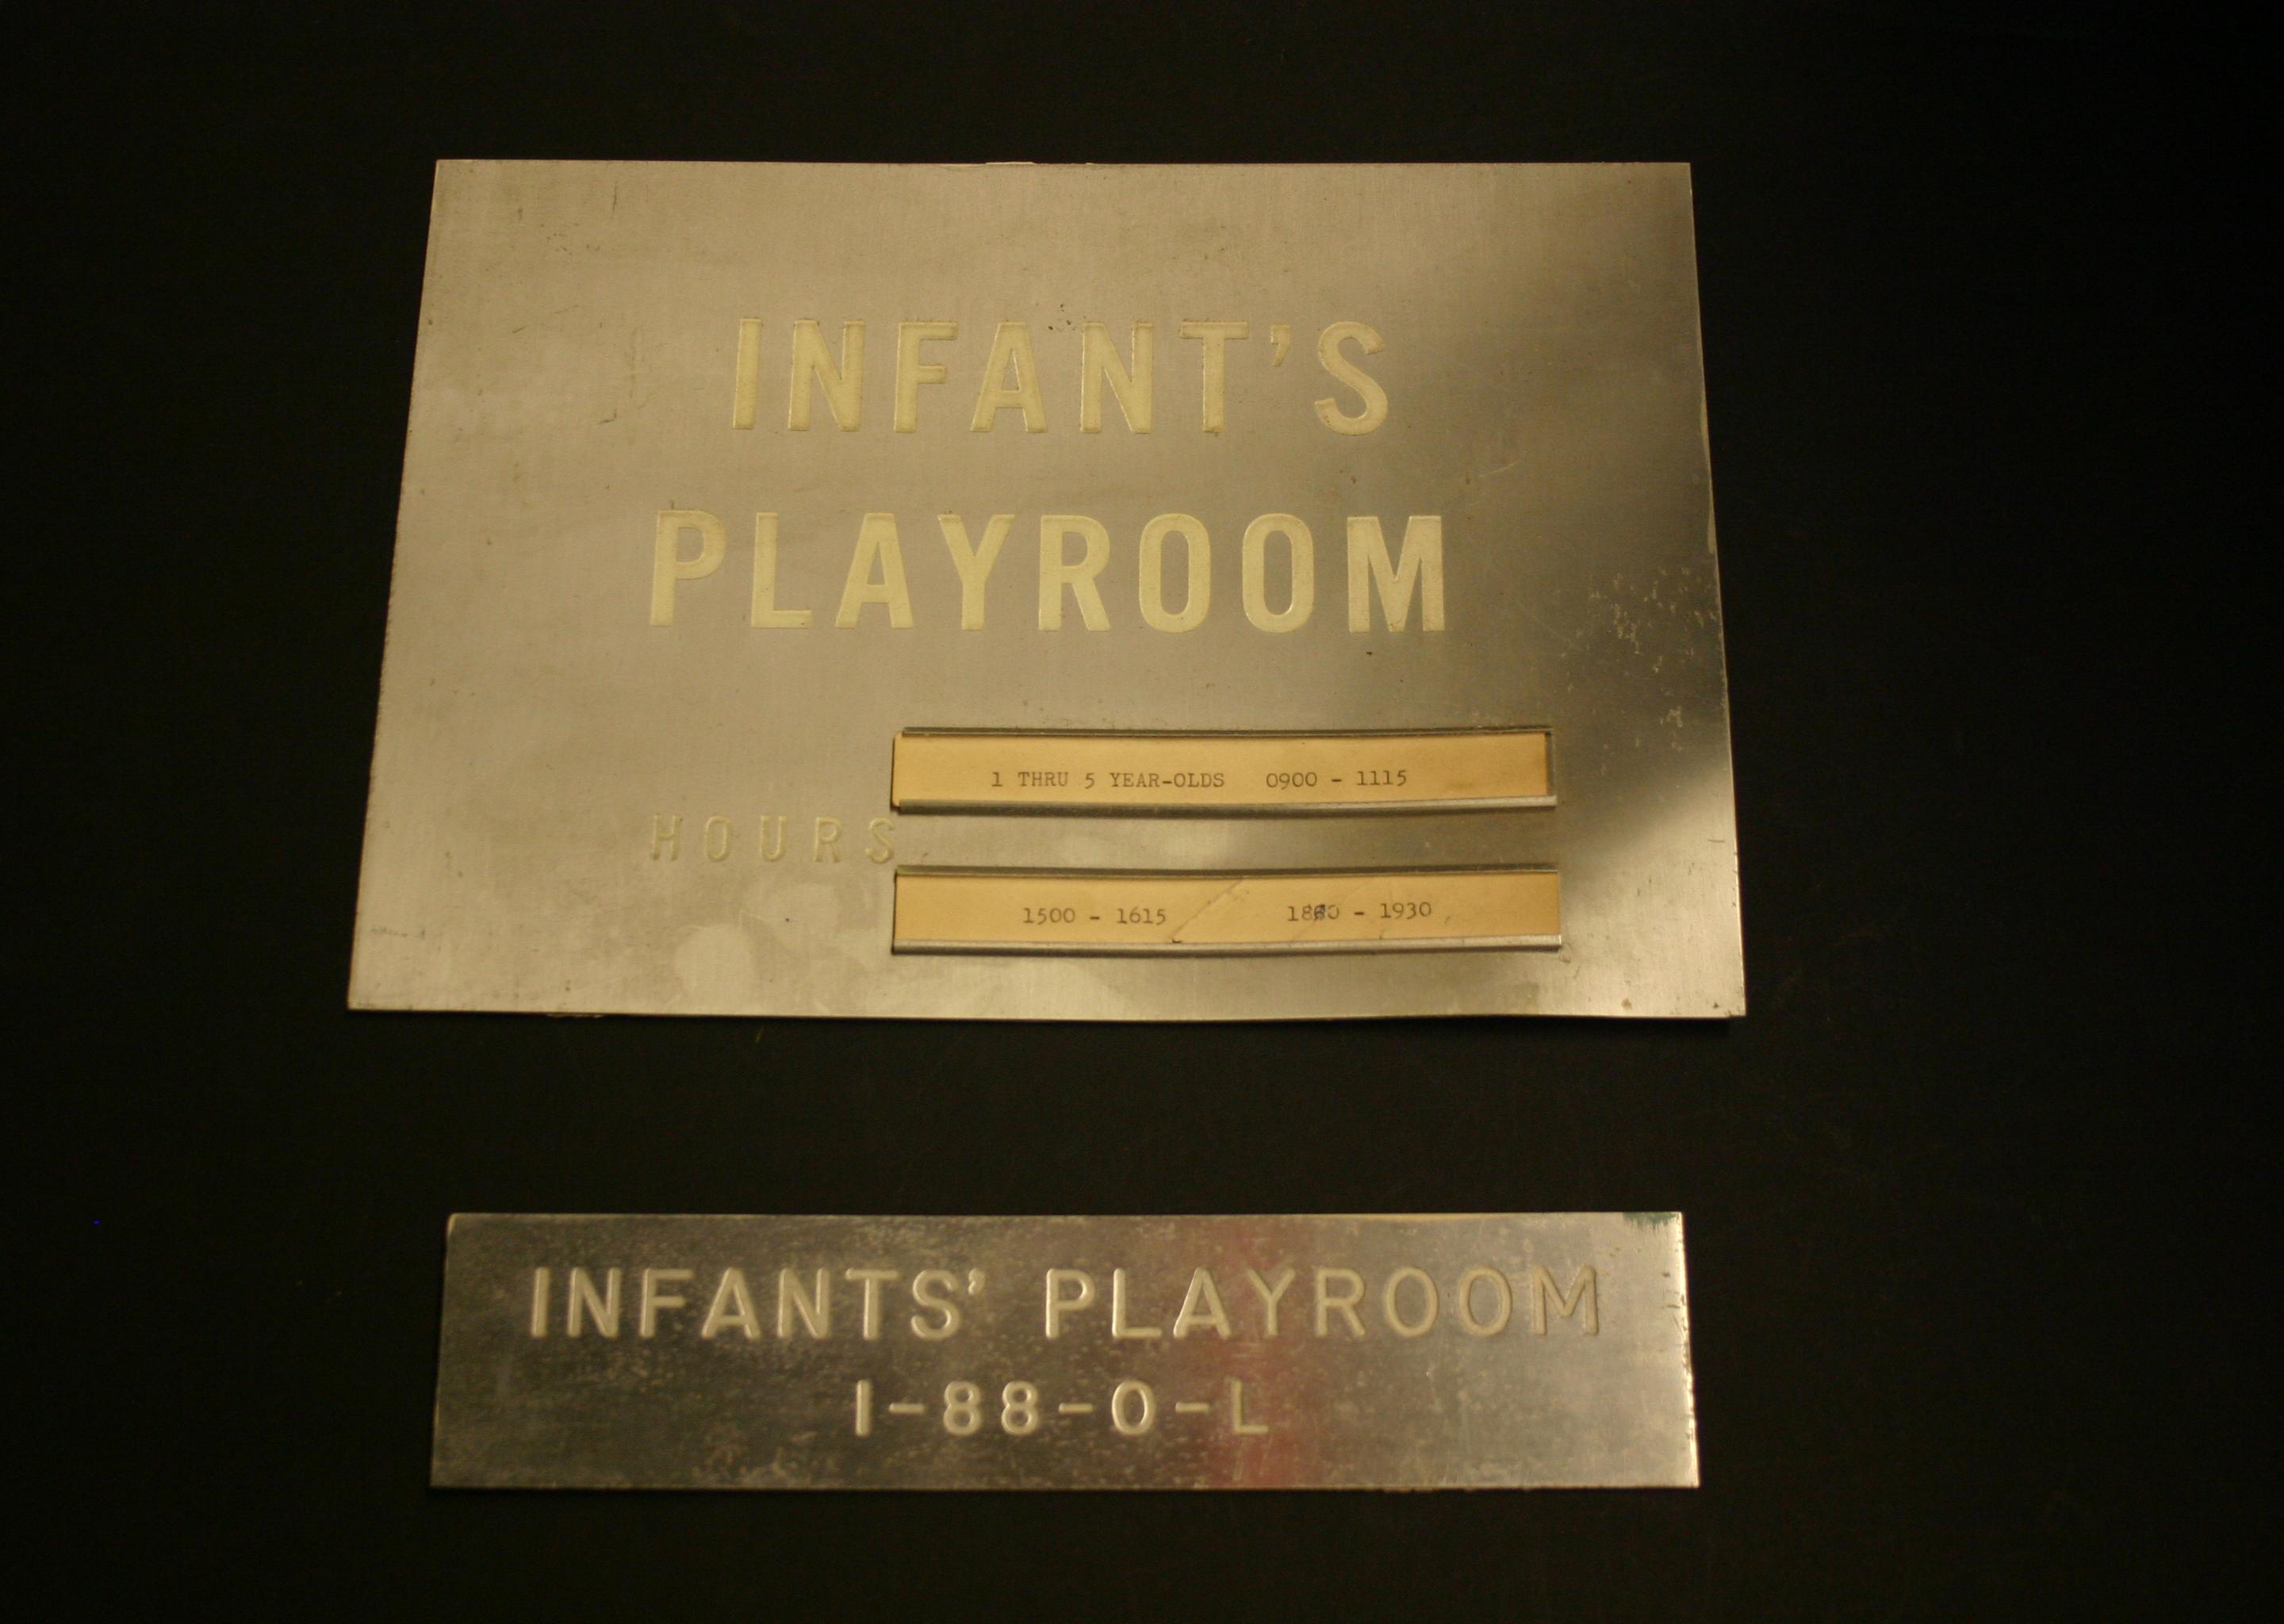 INFANT'S
PLAYROOM
1 THRU 5 YEAR-OLDS 0900 - 1115
HOURS
1500 - 1615 - 1930
INFANTS' PLAYROOM
1-88-0-L